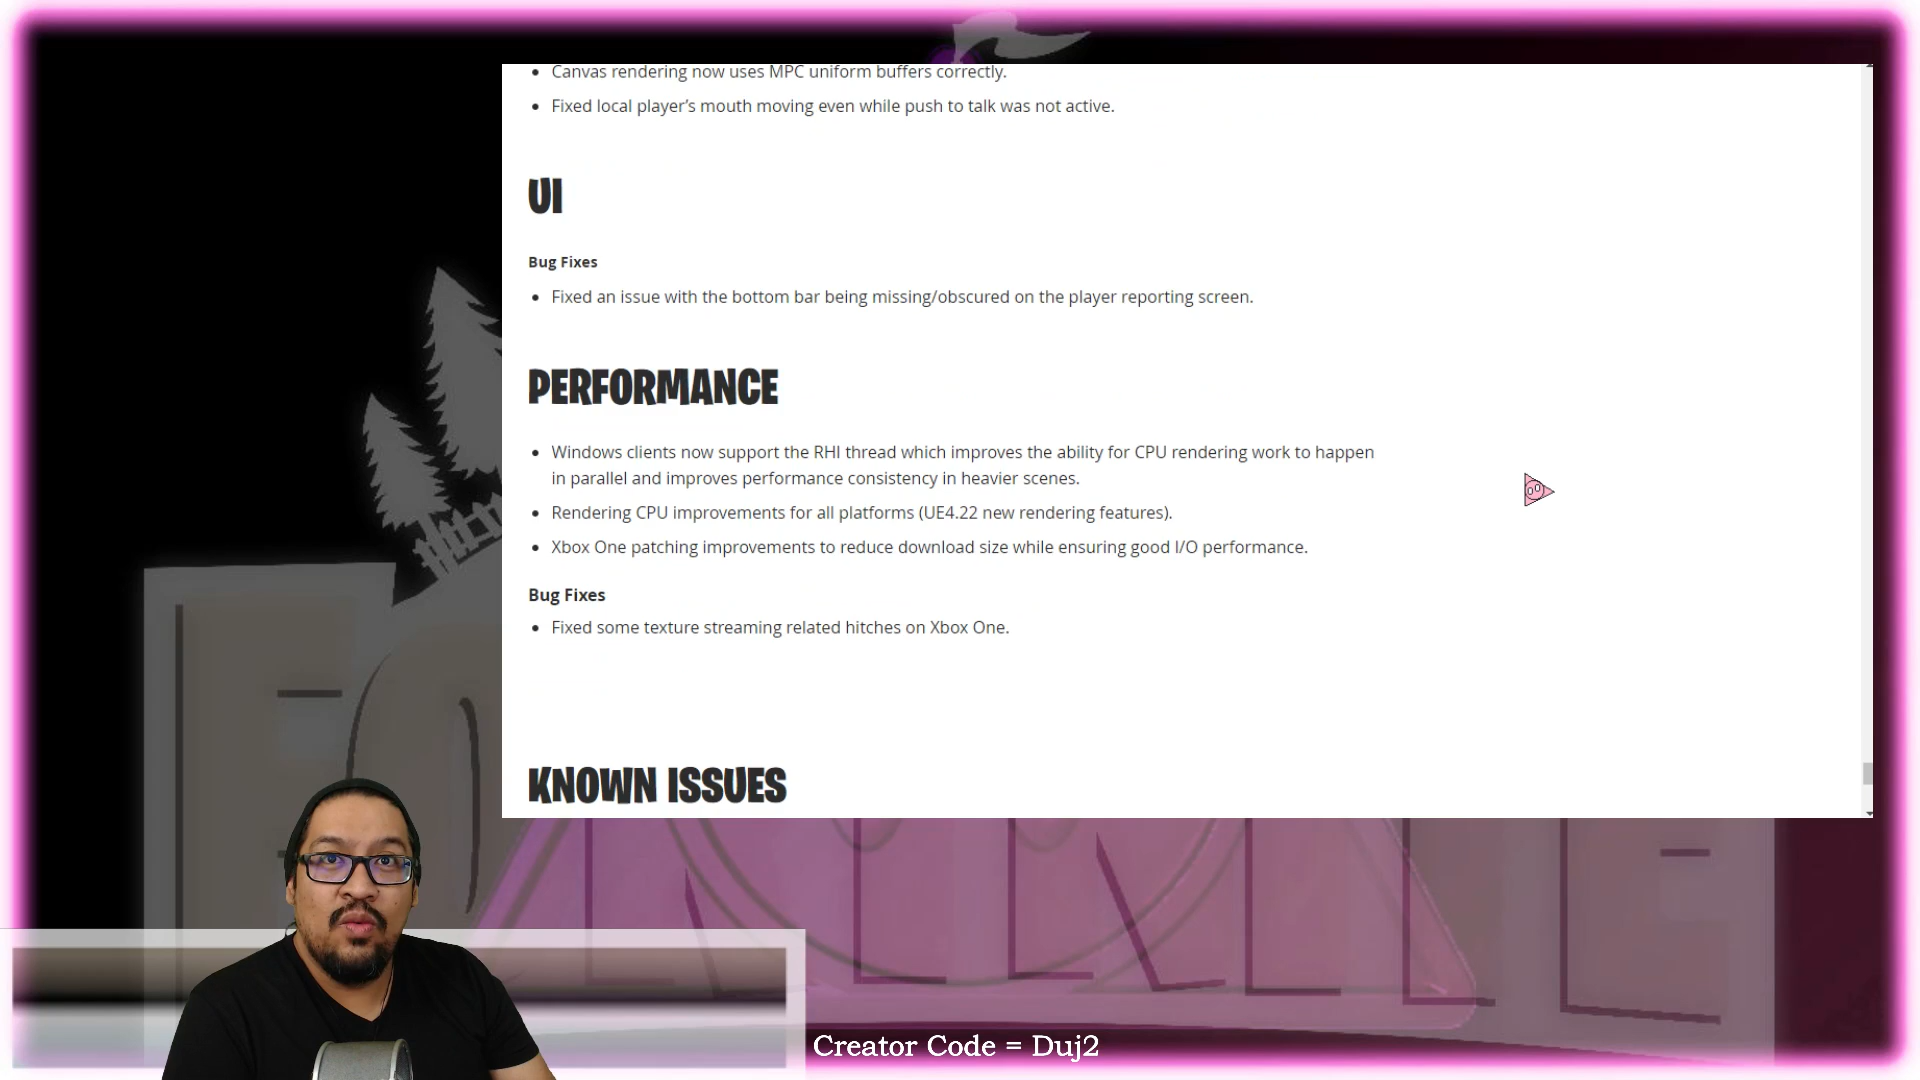 Canvas rendering now uses MPC uniform buffers correctly.
Fixed local player's mouth moving even while push to talk was not active.
UI
Bug Fixes
Fixed an issue with the bottom bar being missing/obscured on the player reporting screen.
PERFORMANCE
Windows clients now support the RHI thread which improves the ability for CPU rendering work to happen
in parallel and improves performance consistency in heavier scenes.
Rendering CPU improvements for all platforms (UE4.22 new rendering features).
Xbox One patching improvements to reduce download size while ensuring good I/O performance.
Bug Fixes
Fixed some texture streaming related hitches on Xbox One.
KNOWN ISSUES
Creator Code = Duj2